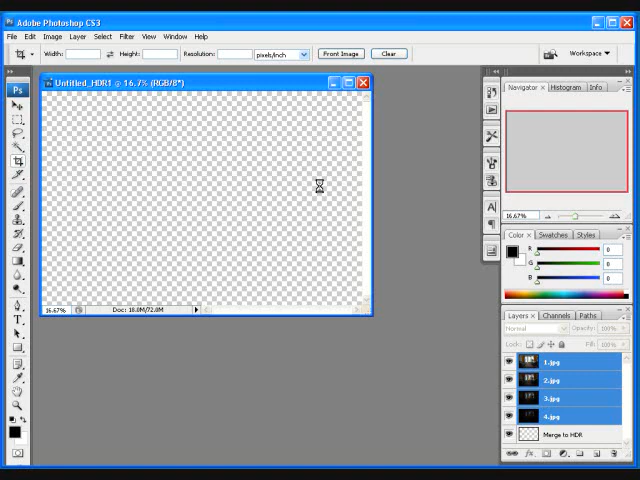 Ps Adobe Photoshop CS3
File Edit Image Layer Select Filter View Window Help
Width: Height: Resolution: pixels/inch Front Image Clear Workspace
Untitled_HDR1 @ 16.7% (RGB/8*)
Ps
Navigator × Histogram Info
16.67%
Color × Swatches Styles
R 0
G 0
B 0
16.67% Doc: 18.0M/72.0M
Layers × Channels Paths
Normal Opacity: 100%
Lock: Fill: 100%
1.jpg
2.jpg
3.jpg
4.jpg
Merge to HDR